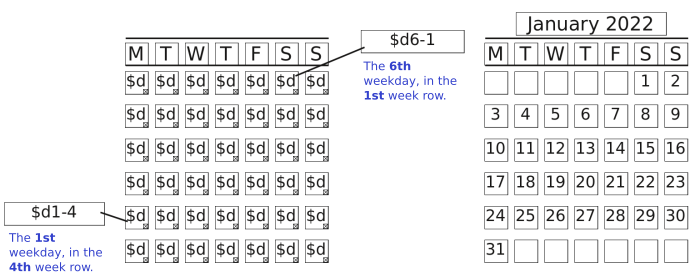 $d6-1
The 6th
weekday, in the
1st week row.
M T W T F S S
$d $d $d $d $d $d $d
$d $d $d $d $d $d $d
$d $d $d $d $d $d $d
$d $d $d $d $d $d $d
$d $d $d $d $d $d $d
$d $d $d $d $d $d $d
$d1-4
The 1st
weekday, in the
4th week row.
January 2022
M T W T F S S
1 2
3 4 5 6 7 8 9
10 11 12 13 14 15 16
17 18 19 20 21 22 23
24 25 26 27 28 29 30
31